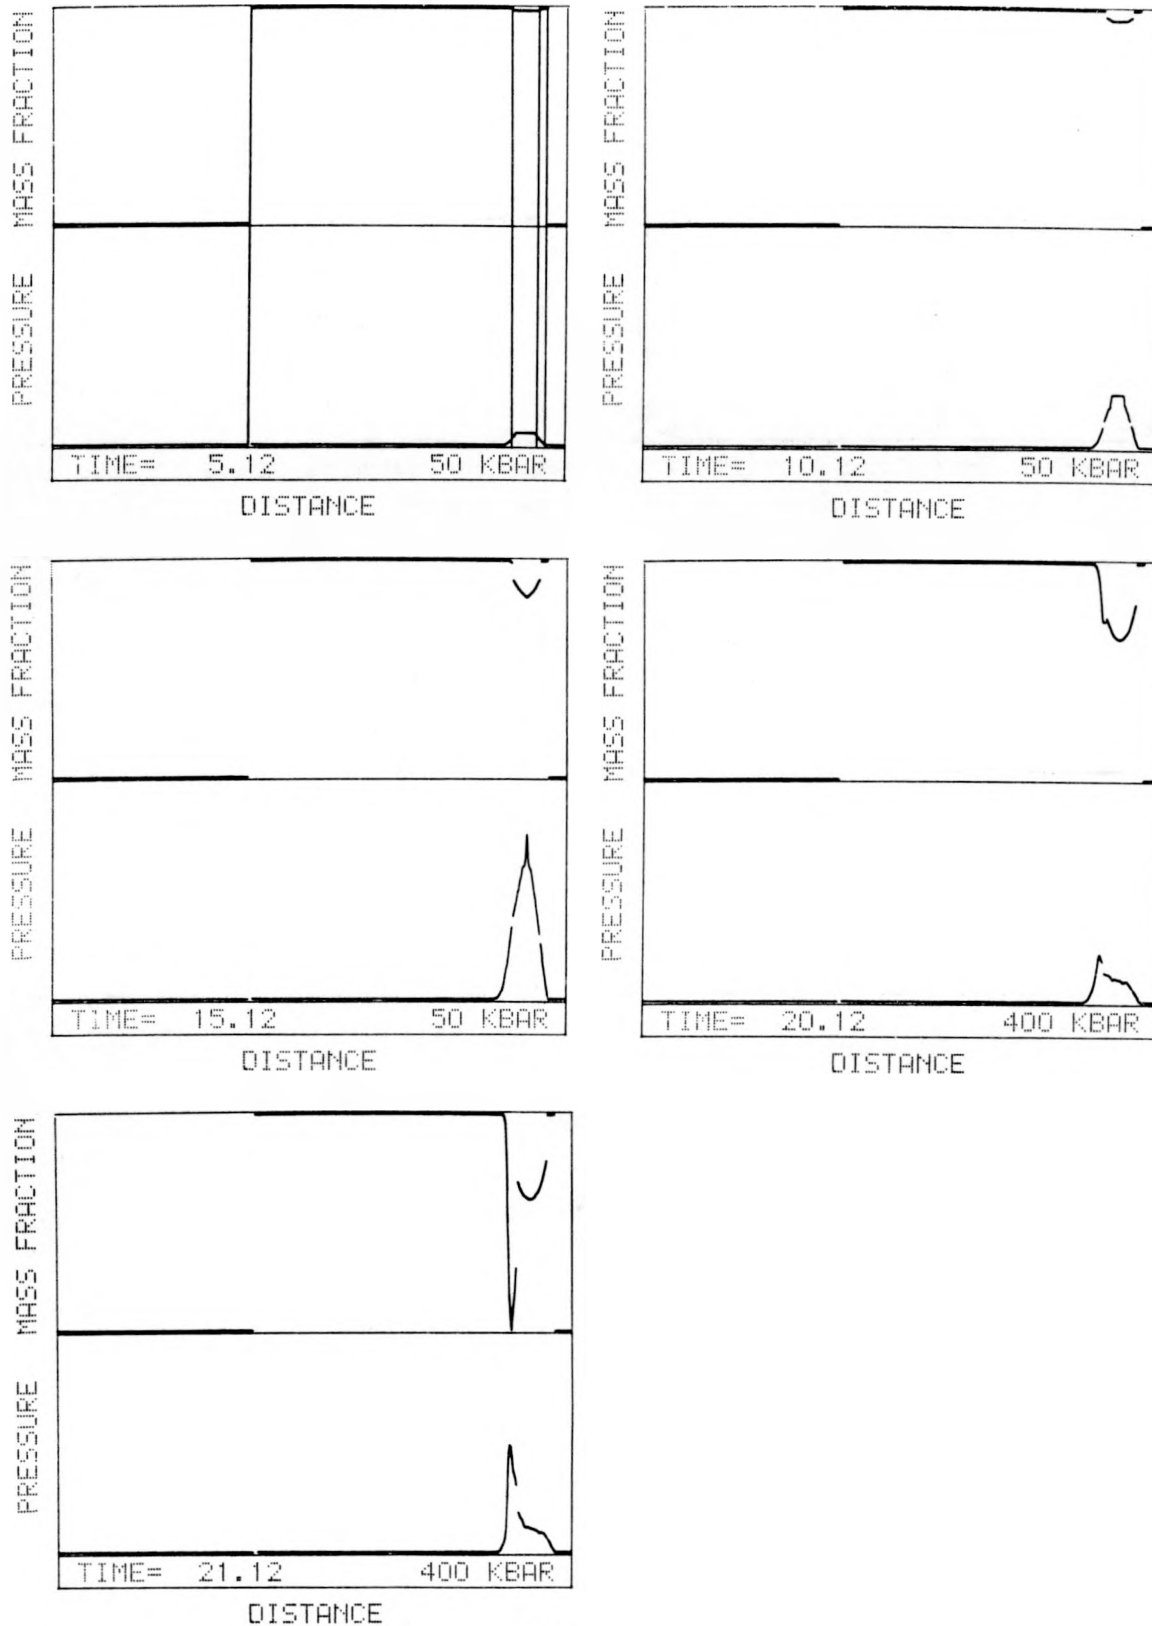 MASS FRACTION
PRESSURE
TIME= 5.12 50 KBAR
DISTANCE
MASS FRACTION
PRESSURE
TIME= 10.12 50 KBAR
DISTANCE
MASS FRACTION
PRESSURE
TIME= 15.12 50 KBAR
DISTANCE
MASS FRACTION
PRESSURE
TIME= 20.12 400 KBAR
DISTANCE
MASS FRACTION
PRESSURE
TIME= 21.12 400 KBAR
DISTANCE